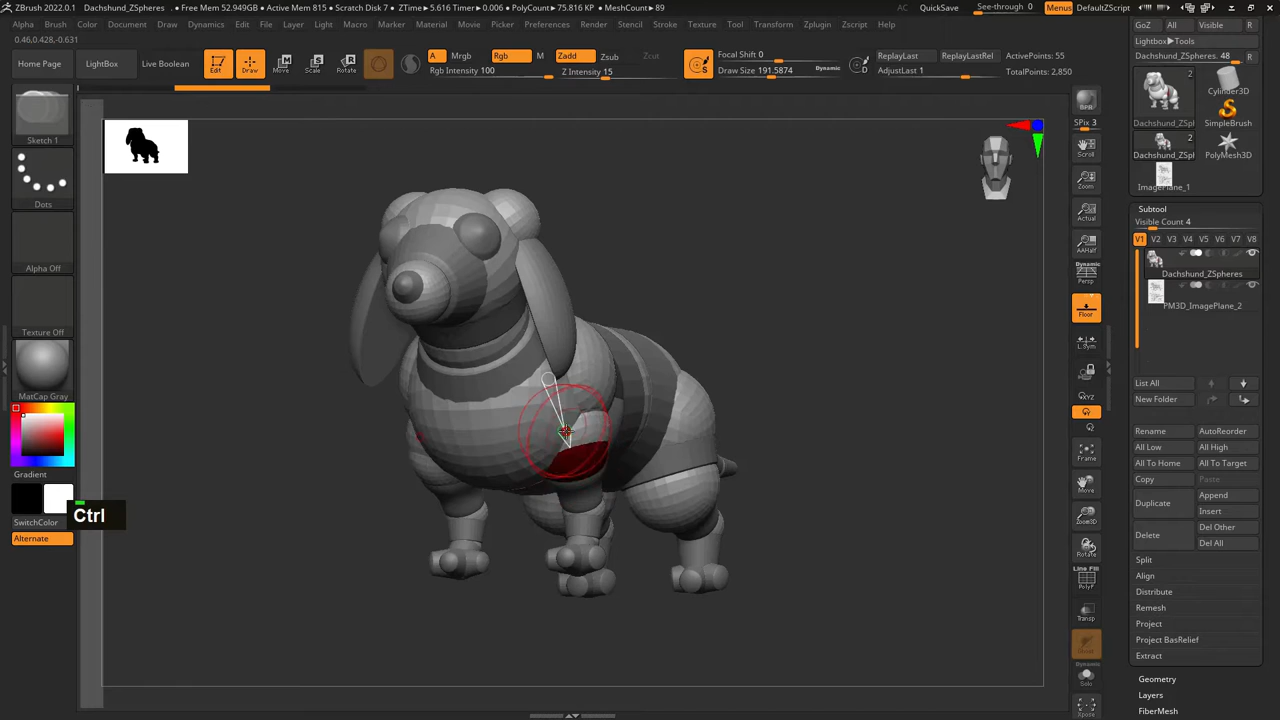 ZBrush 2022.0.1 Dachshund_ZSpheres . • Free Mem 52.949GB • Active Mem 815 • Scratch Disk 7 • ZTime▸5.616 Timer▸0.006 • PolyCount▸75.816 KP • MeshCount▸89 AC QuickSave See-through 0 Menus DefaultZScript
Alpha Brush Color Document Draw Dynamics Edit File Layer Light Macro Marker Material Movie Picker Preferences Render Stencil Stroke Texture Tool Transform Zplugin Zscript Help
0.46,0.428,-0.631
GoZ All Visible R
Lightbox▸Tools
Dachshund_ZSpheres. 48 R
Home Page LightBox Live Boolean Edit Draw Move Scale Rotate
A Mrgb Rgb M Zadd Zsub Zcut
Rgb Intensity 100 Z Intensity 15
Focal Shift 0
Draw Size 191.5874 Dynamic
ReplayLast ReplayLastRel
AdjustLast 1
ActivePoints: 55
TotalPoints: 2,850
2
Cylinder3D
Dachshund_ZSpl SimpleBrush
2
Dachshund_ZSpl PolyMesh3D
ImagePlane_1
Sketch 1
Dots
Alpha Off
Texture Off
MatCap Gray
Gradient
SwitchColor
Alternate
Ctrl
BPR
SPix 3
Scroll
Zoom
Actual
AAHalf
Dynamic
Persp
Floor
L.Sym
Frame
Move
Zoom3D
Rotate
Line Fill
PolyF
Transp
Dynamic
Solo
Xpose
Subtool
Visible Count 4
V1 V2 V3 V4 V5 V6 V7 V8
Dachshund_ZSpheres
PM3D_ImagePlane_2
List All
New Folder
Rename AutoReorder
All Low All High
All To Home All To Target
Copy Paste
Duplicate Append
Insert
Delete Del Other
Del All
Split
Align
Distribute
Remesh
Project
Project BasRelief
Extract
Geometry
Layers
FiberMesh